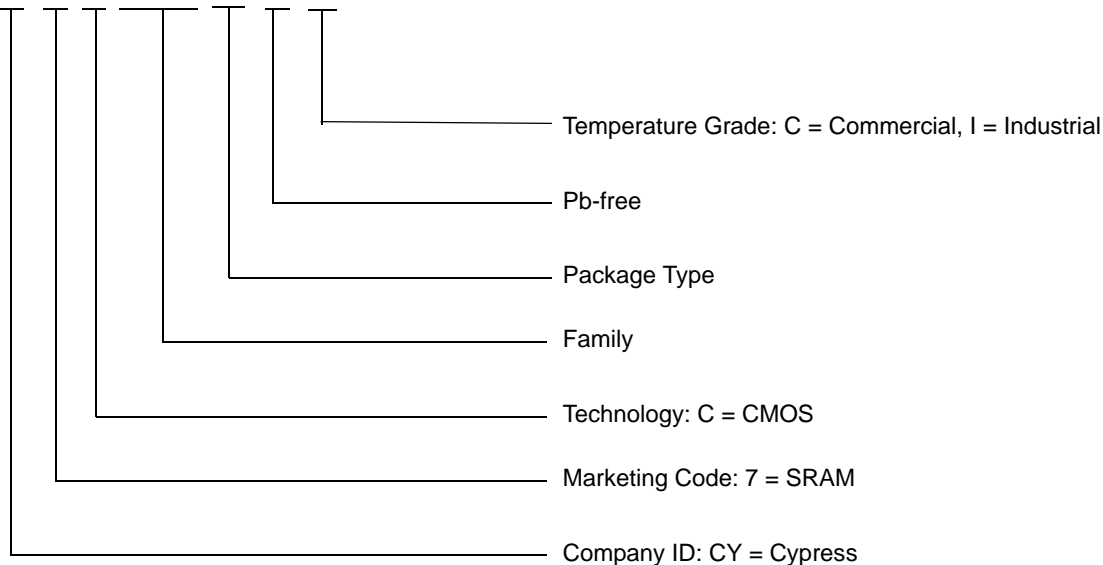 Temperature Grade: C = Commercial, I = Industrial
Pb-free
Package Type
Family
Technology: C = CMOS
Marketing Code: 7 = SRAM
Company ID: CY = Cypress